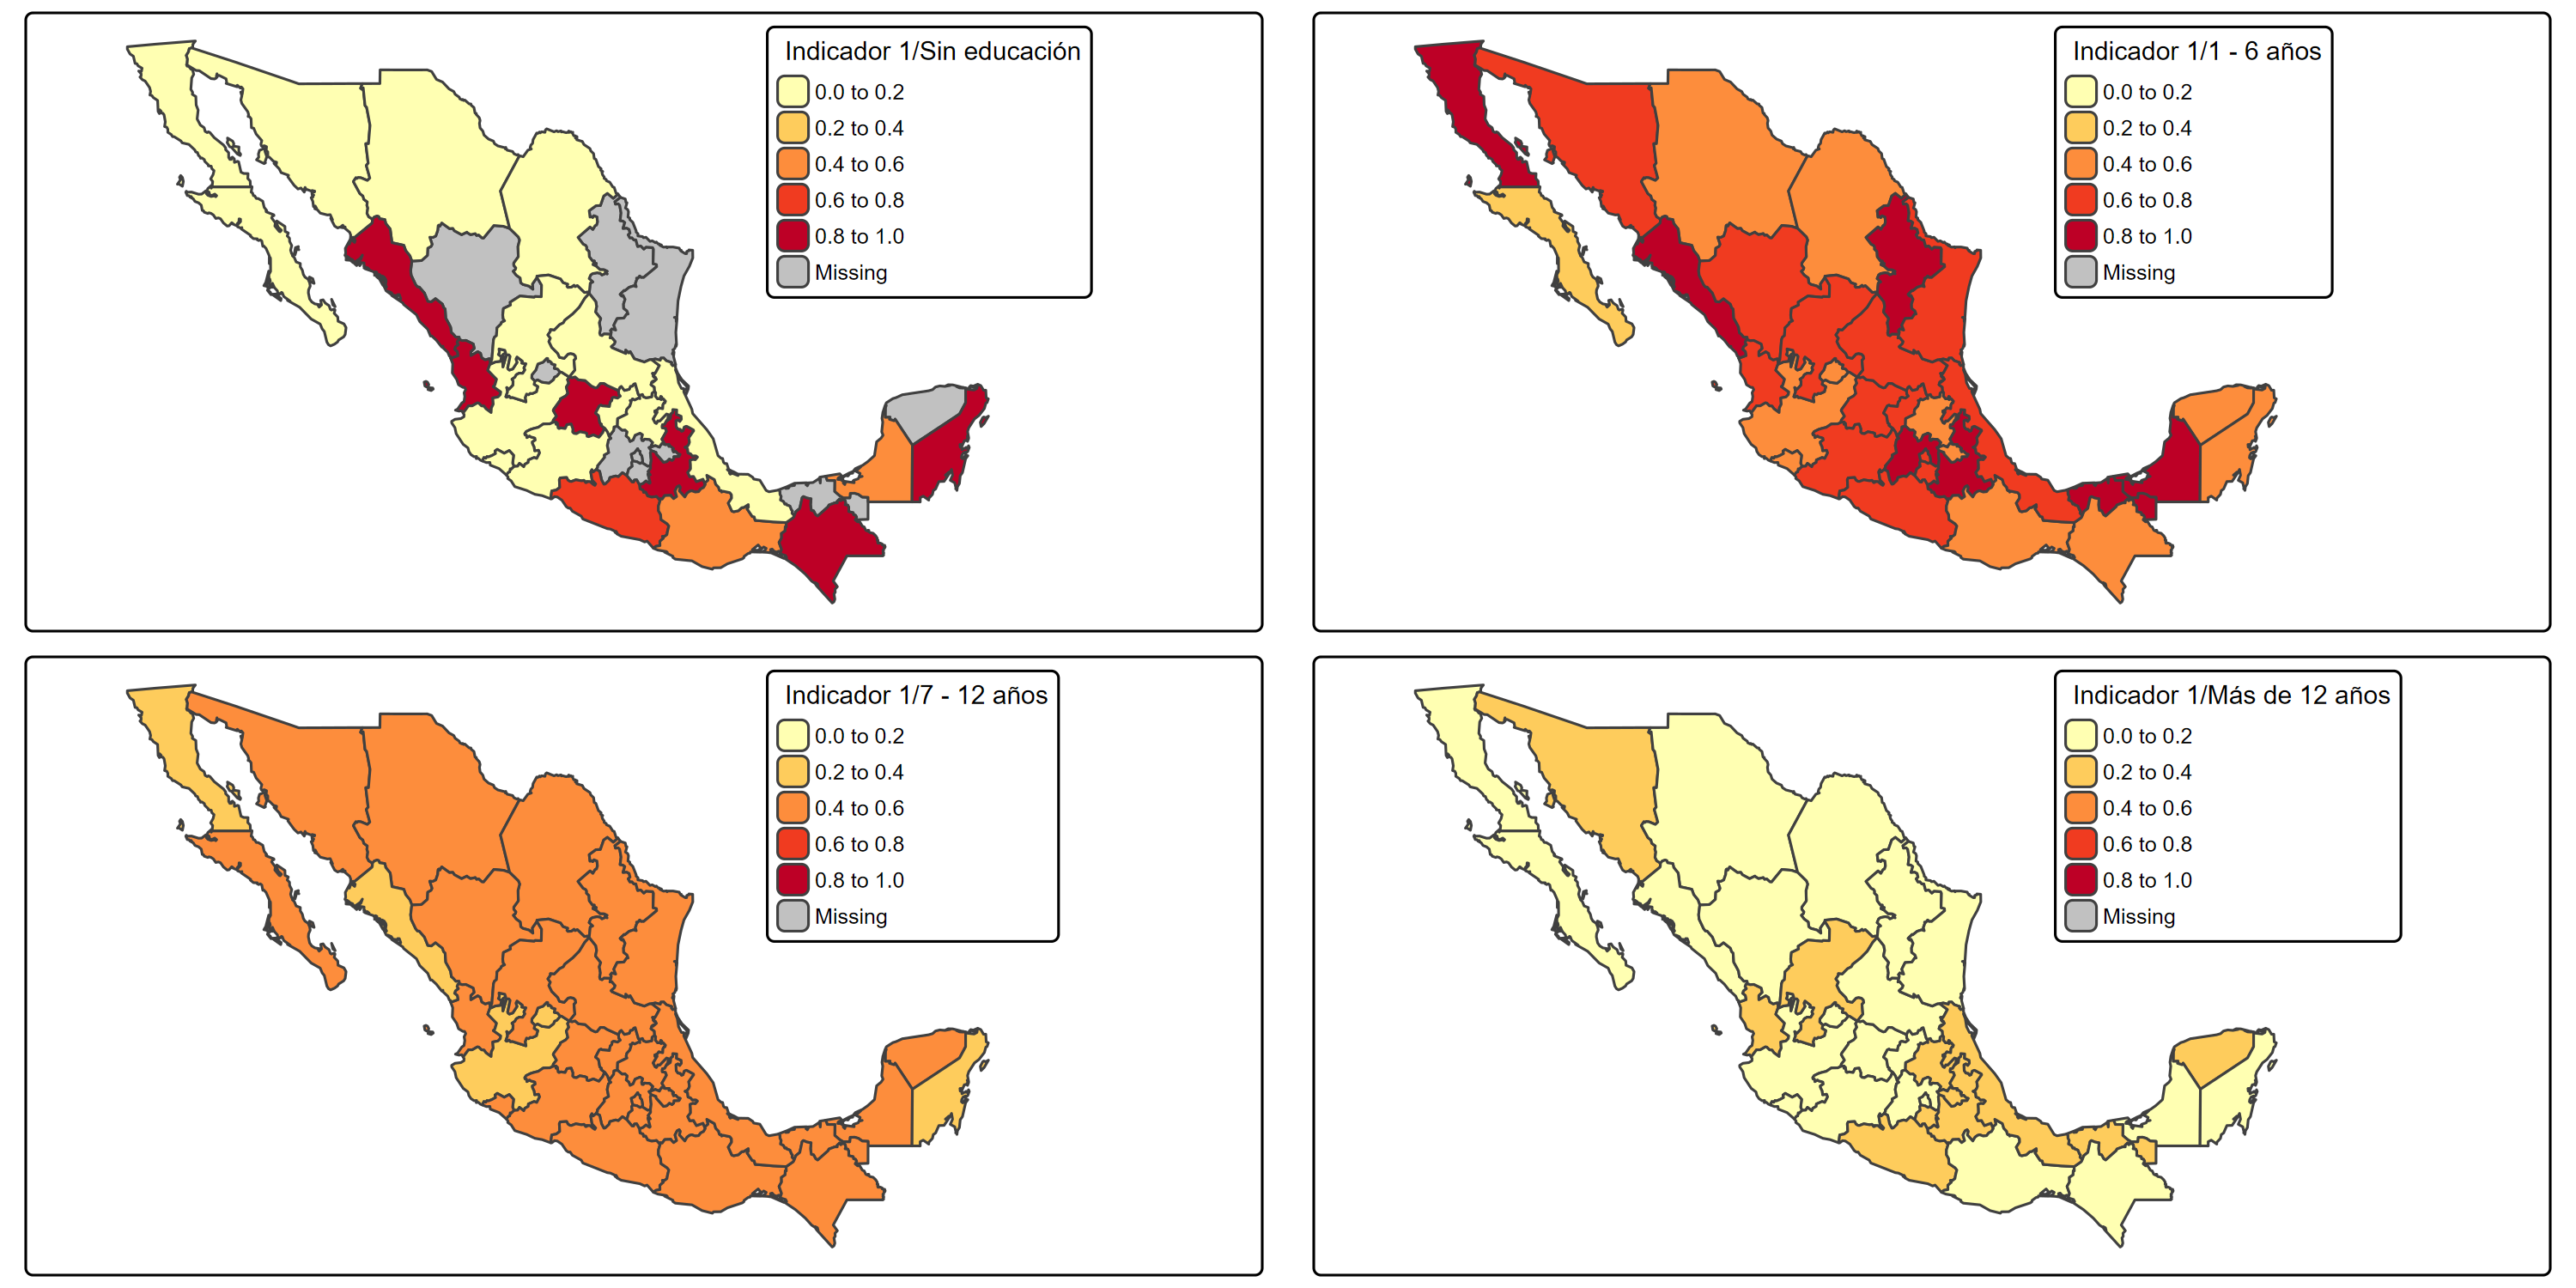 Indicador 1/Sin educación
0.0 to 0.2
0.2 to 0.4
0.4 to 0.6
0.6 to 0.8
0.8 to 1.0
Missing
Indicador 1/1 - 6 años
0.0 to 0.2
0.2 to 0.4
0.4 to 0.6
0.6 to 0.8
0.8 to 1.0
Missing
Indicador 1/7 - 12 años
0.0 to 0.2
0.2 to 0.4
0.4 to 0.6
0.6 to 0.8
0.8 to 1.0
Missing
Indicador 1/Más de 12 años
0.0 to 0.2
0.2 to 0.4
0.4 to 0.6
0.6 to 0.8
0.8 to 1.0
Missing